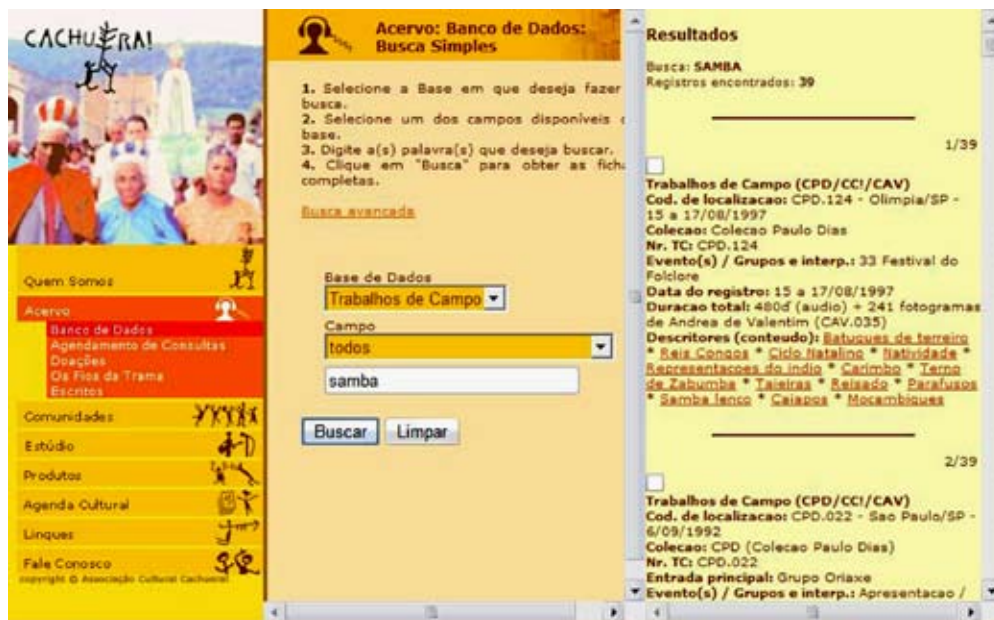 CACHUERA!
Quem Somos
Acervo
Banco de Dados
Agendamento de Consultas
Doações
Os Fios da Trama
Escritos
Comunidades
Estúdio
Produtos
Agenda Cultural
Linques
Fale Conosco
copyright © Associação Cultural Cachuera!
Acervo: Banco de Dados:
Busca Simples
1. Selecione a Base em que deseja fazer
busca.
2. Selecione um dos campos disponíveis
base.
3. Digite a(s) palavra(s) que deseja buscar.
4. Clique em "Busca" para obter as
completas.
Busca avancada
Base de Dados
Trabalhos de Campo
Campo
todos
samba
Buscar Limpar
Resultados
Busca: SAMBA
Registros encontrados: 39
1/39
Trabalhos de Campo (CPD/CC!/CAV)
Cod. de localizacao: CPD.124 - Olimpia/SP -
15 a 17/08/1997
Colecao: Colecao Paulo Dias
Nr. TC: CPD.124
Evento(s) / Grupos e interp.: 33 Festival do
Folclore
Data do registro: 15 a 17/08/1997
Duracao total: 480d (audio) + 241 fotogramas
de Andrea de Valentim (CAV.035)
Descritores (conteudo): Batuques de terreiro
* Reis Congos * Ciclo Natalino * Natividade *
Representacoes do indio * Carimbo * Terno
de Zabumba * Taieiras * Reisado * Parafusos
* Samba lenco * Caiapos * Mocambiques
2/39
Trabalhos de Campo (CPD/CC!/CAV)
Cod. de localizacao: CPD.022 - Sao Paulo/SP -
6/09/1992
Colecao: CPD (Colecao Paulo Dias)
Nr. TC: CPD.022
Entrada principal: Grupo Oriaxe
Evento(s) / Grupos e interp.: Apresentacao /